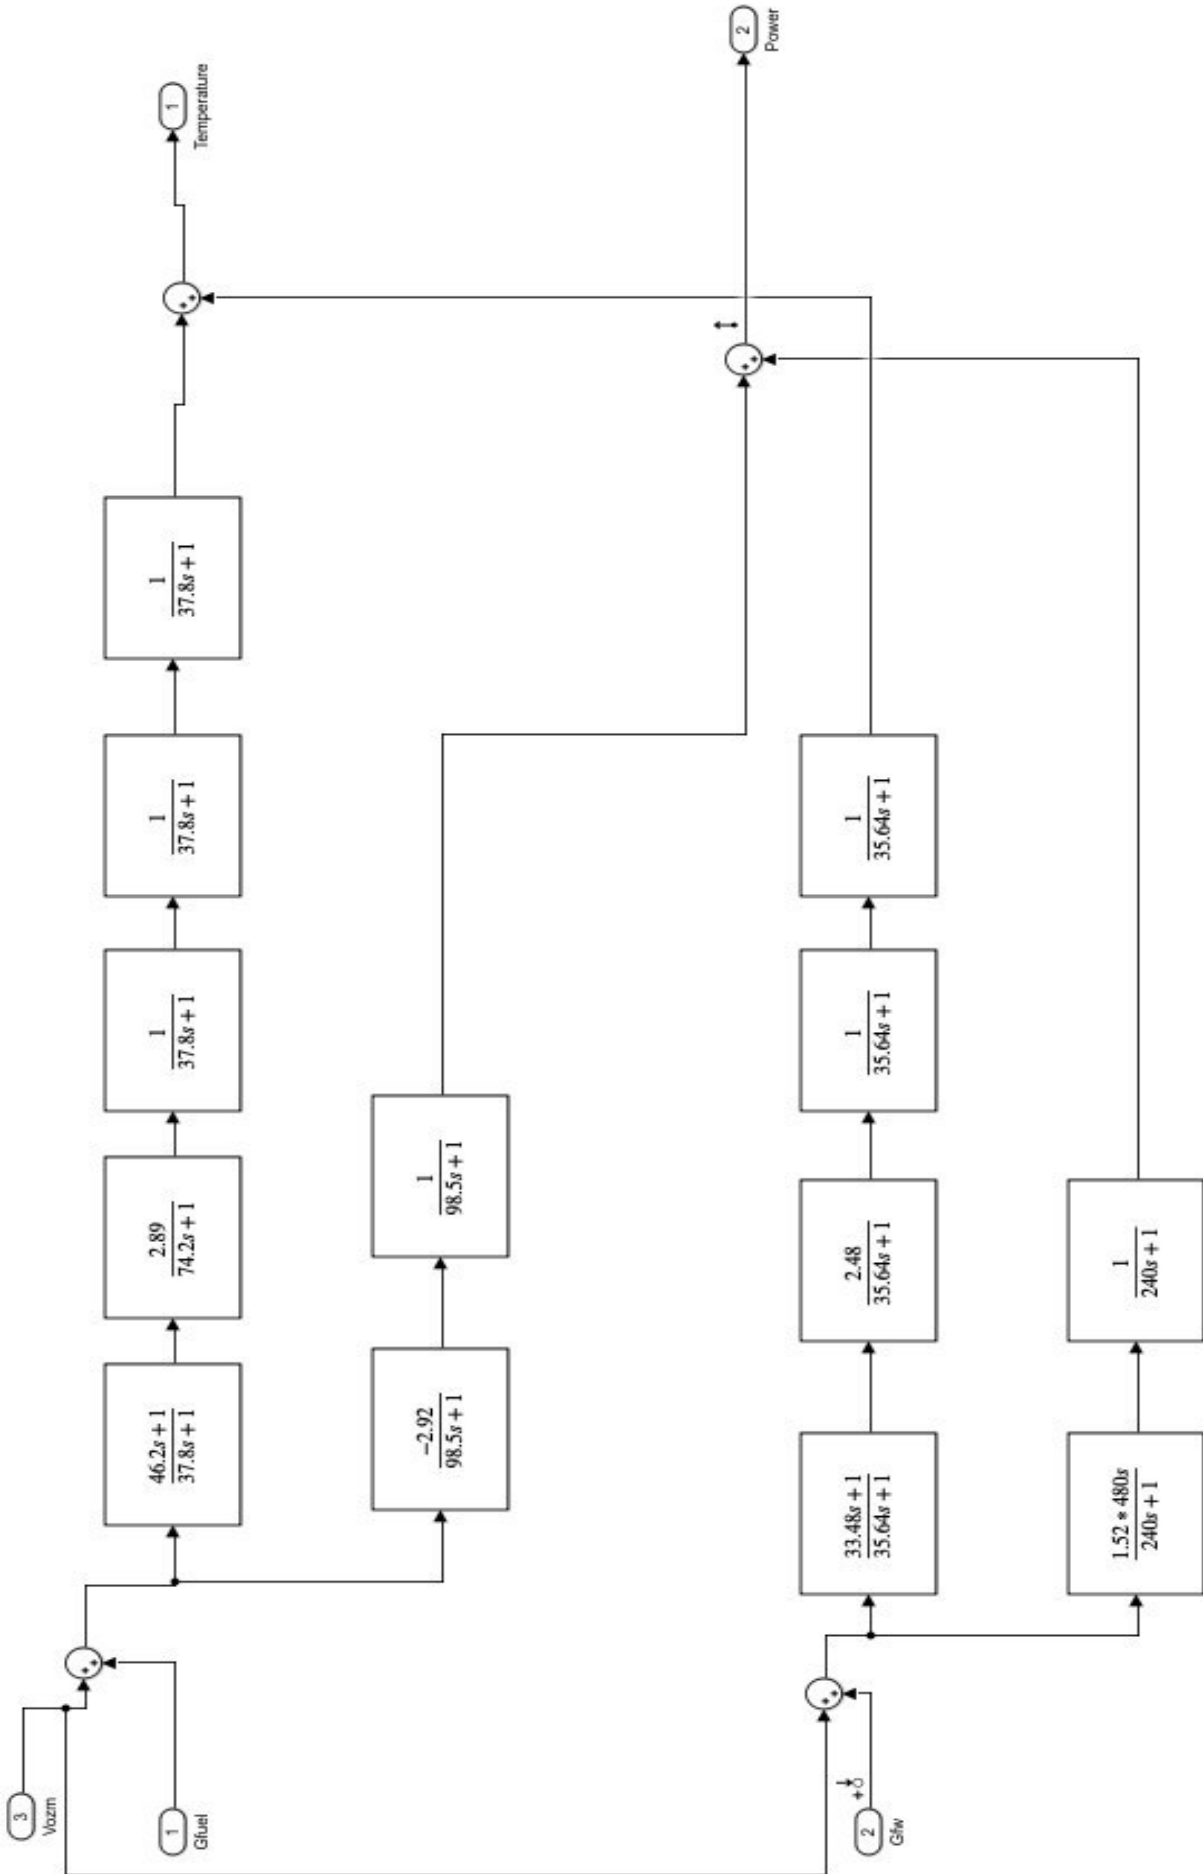 3
Vozm
1
Gfuel
46.2s + 1
37.8s + 1
2.89
74.2s + 1
1
37.8s + 1
1
37.8s + 1
1
37.8s + 1
1
Temperature
-2.92
98.5s + 1
1
98.5s + 1
2
Power
2
Gfw
33.48s + 1
35.64s + 1
2.48
35.64s + 1
1
35.64s + 1
1
35.64s + 1
1.52 * 480s
240s + 1
1
240s + 1
+ +
+ +
+ +
+ +
+